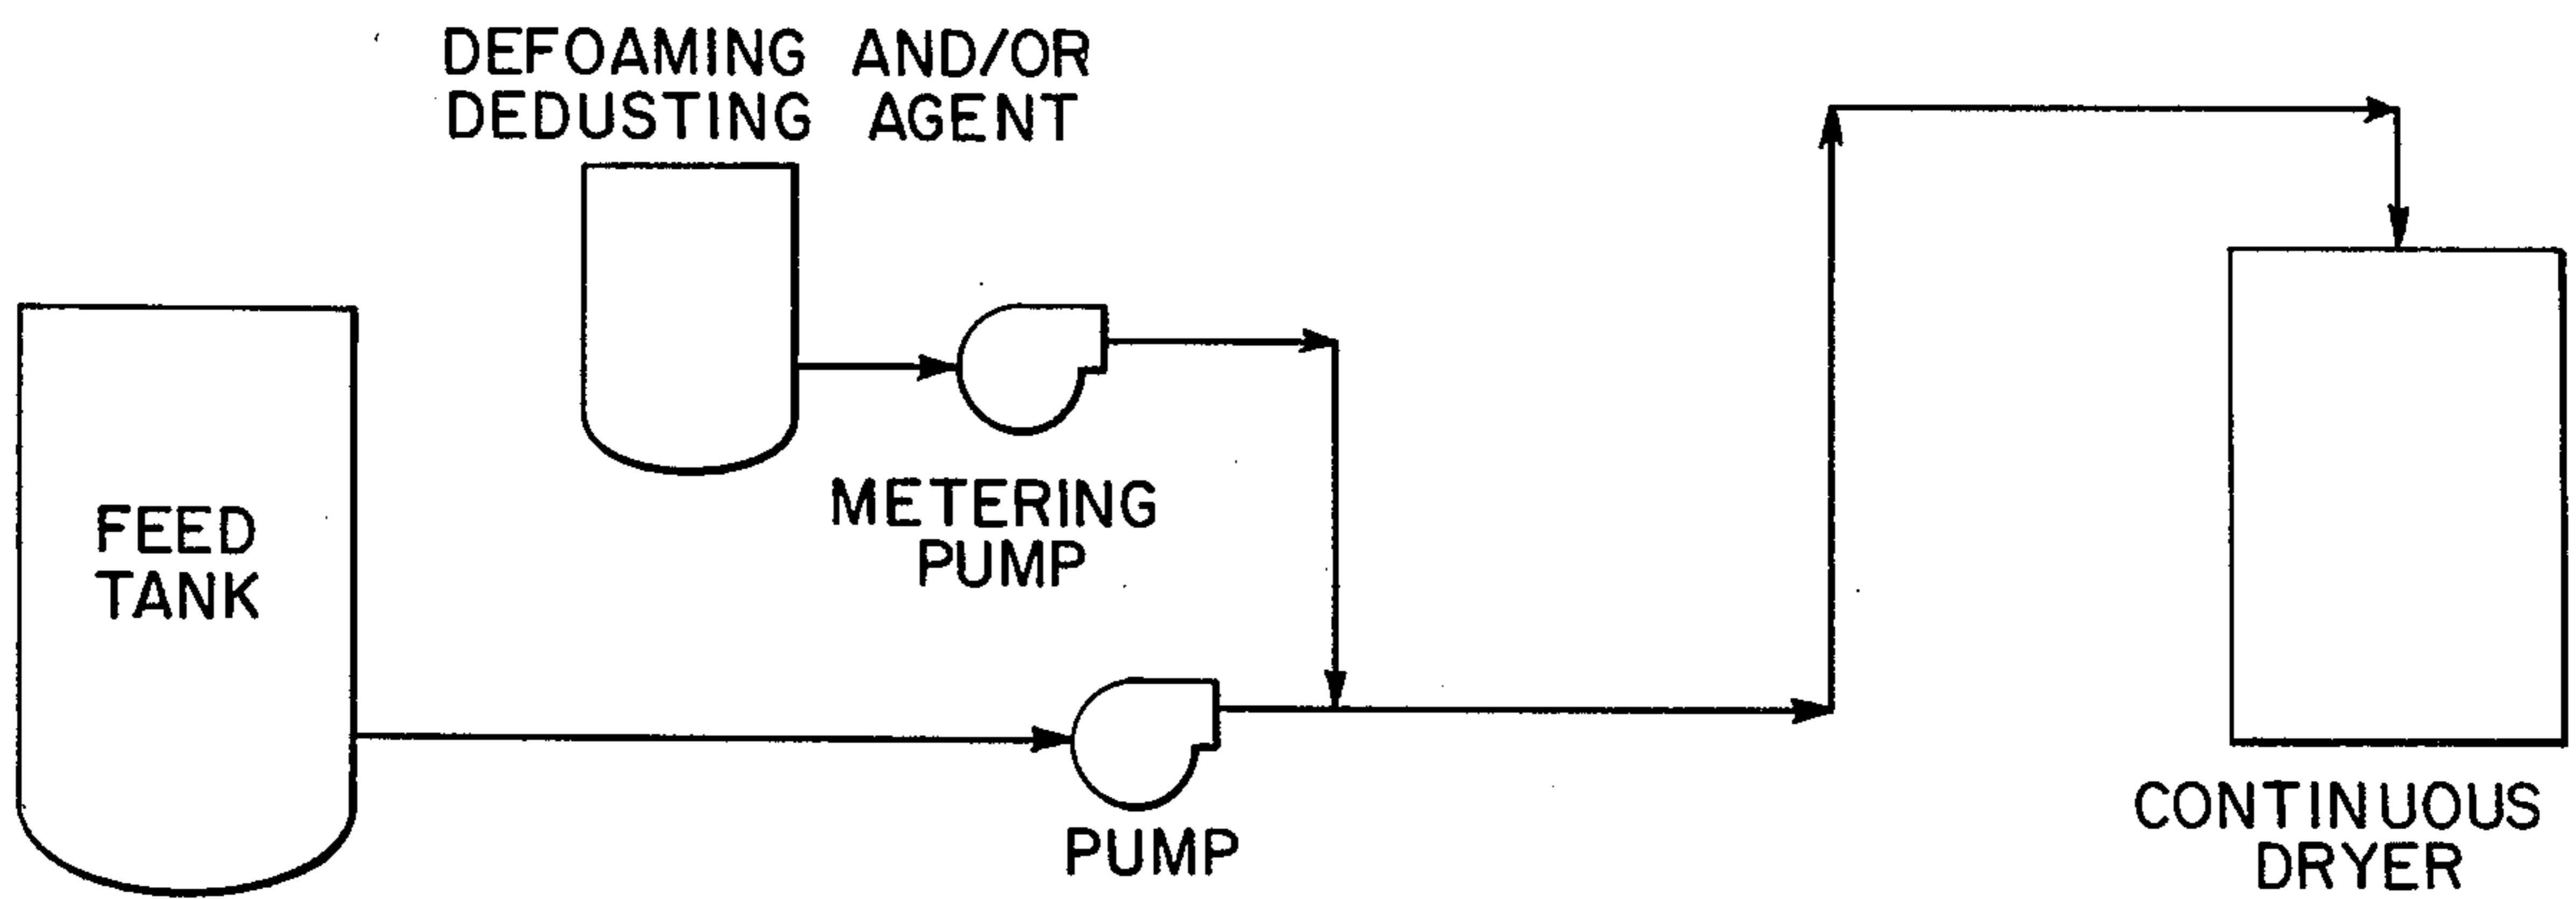 DEFOAMING AND/OR
DEDUSTING AGENT
METERING
PUMP
FEED
TANK
PUMP
CONTINUOUS
DRYER